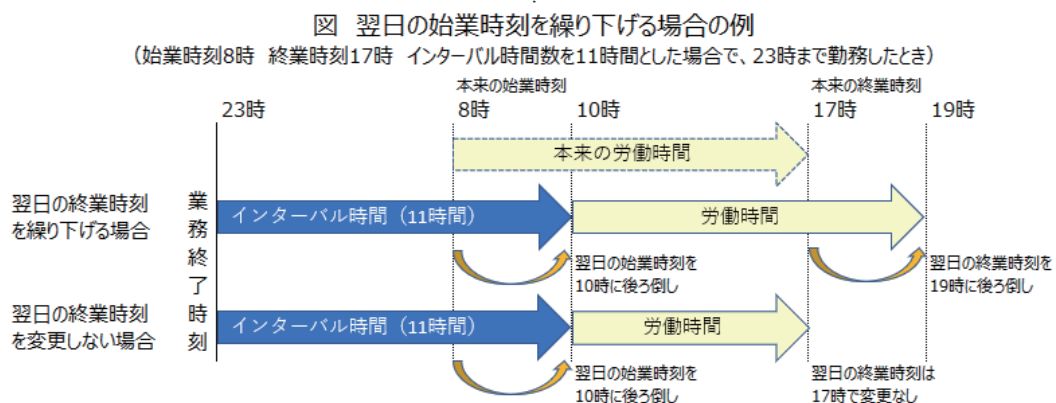 図 翌日の始業時刻を繰り下げる場合の例
（始業時刻8時 終業時刻17時 インターバル時間数を11時間とした場合で、23時まで勤務したとき）
本来の始業時刻
本来の終業時刻
23時
8時
10時
17時
19時
本来の労働時間
翌日の終業時刻
を繰り下げる場合
業務終了時刻
インターバル時間（11時間）
労働時間
翌日の始業時刻を
10時に後ろ倒し
翌日の終業時刻を
19時に後ろ倒し
翌日の終業時刻
を変更しない場合
インターバル時間（11時間）
労働時間
翌日の始業時刻を
10時に後ろ倒し
翌日の終業時刻は
17時で変更なし